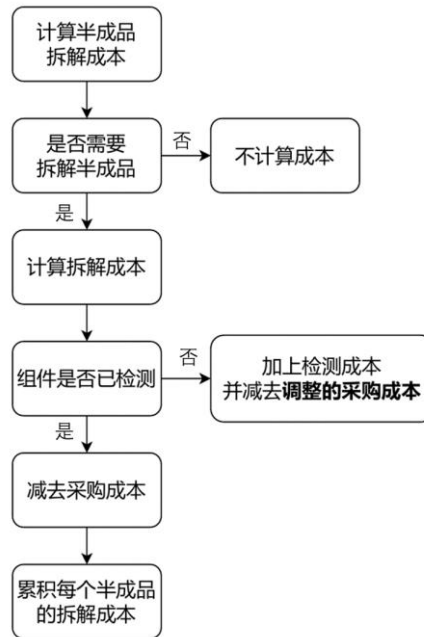 计算半成品
拆解成本
是否需要
拆解半成品
否
不计算成本
是
计算拆解成本
组件是否已检测
否
加上检测成本
并减去调整的采购成本
是
减去采购成本
累积每个半成品
的拆解成本